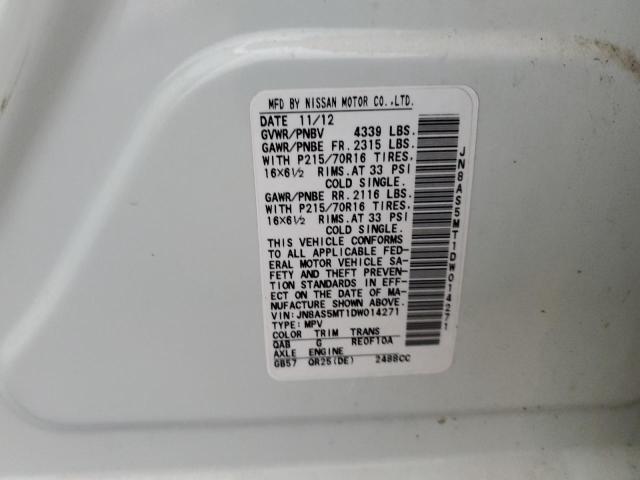 MFD BY NISSAN MOTOR CO.,LTD.
DATE 11/12
GVWR/PNBV 4339 LBS.
GAWR/PNBE FR. 2315 LBS.
WITH P215/70R16 TIRES.
16×6½ RIMS.AT 33 PSI
COLD SINGLE.
GAWR/PNBE RR. 2116 LBS.
WITH P215/70R16 TIRES.
16×6½ RIMS.AT 33 PSI
COLD SINGLE.
THIS VEHICLE CONFORMS
TO ALL APPLICABLE FED-
ERAL MOTOR VEHICLE SA-
FETY AND THEFT PREVEN-
TION STANDARDS IN EFF-
ECT ON THE DATE OF MA-
NUFACTURE SHOWN ABOVE.
VIN: JN8AS5MT1DW014271
TYPE: MPV
COLOR TRIM TRANS
QAB G RE0F10A
AXLE ENGINE
GB57 QR25(DE) 2488CC
JN8AS5MT1DW014271